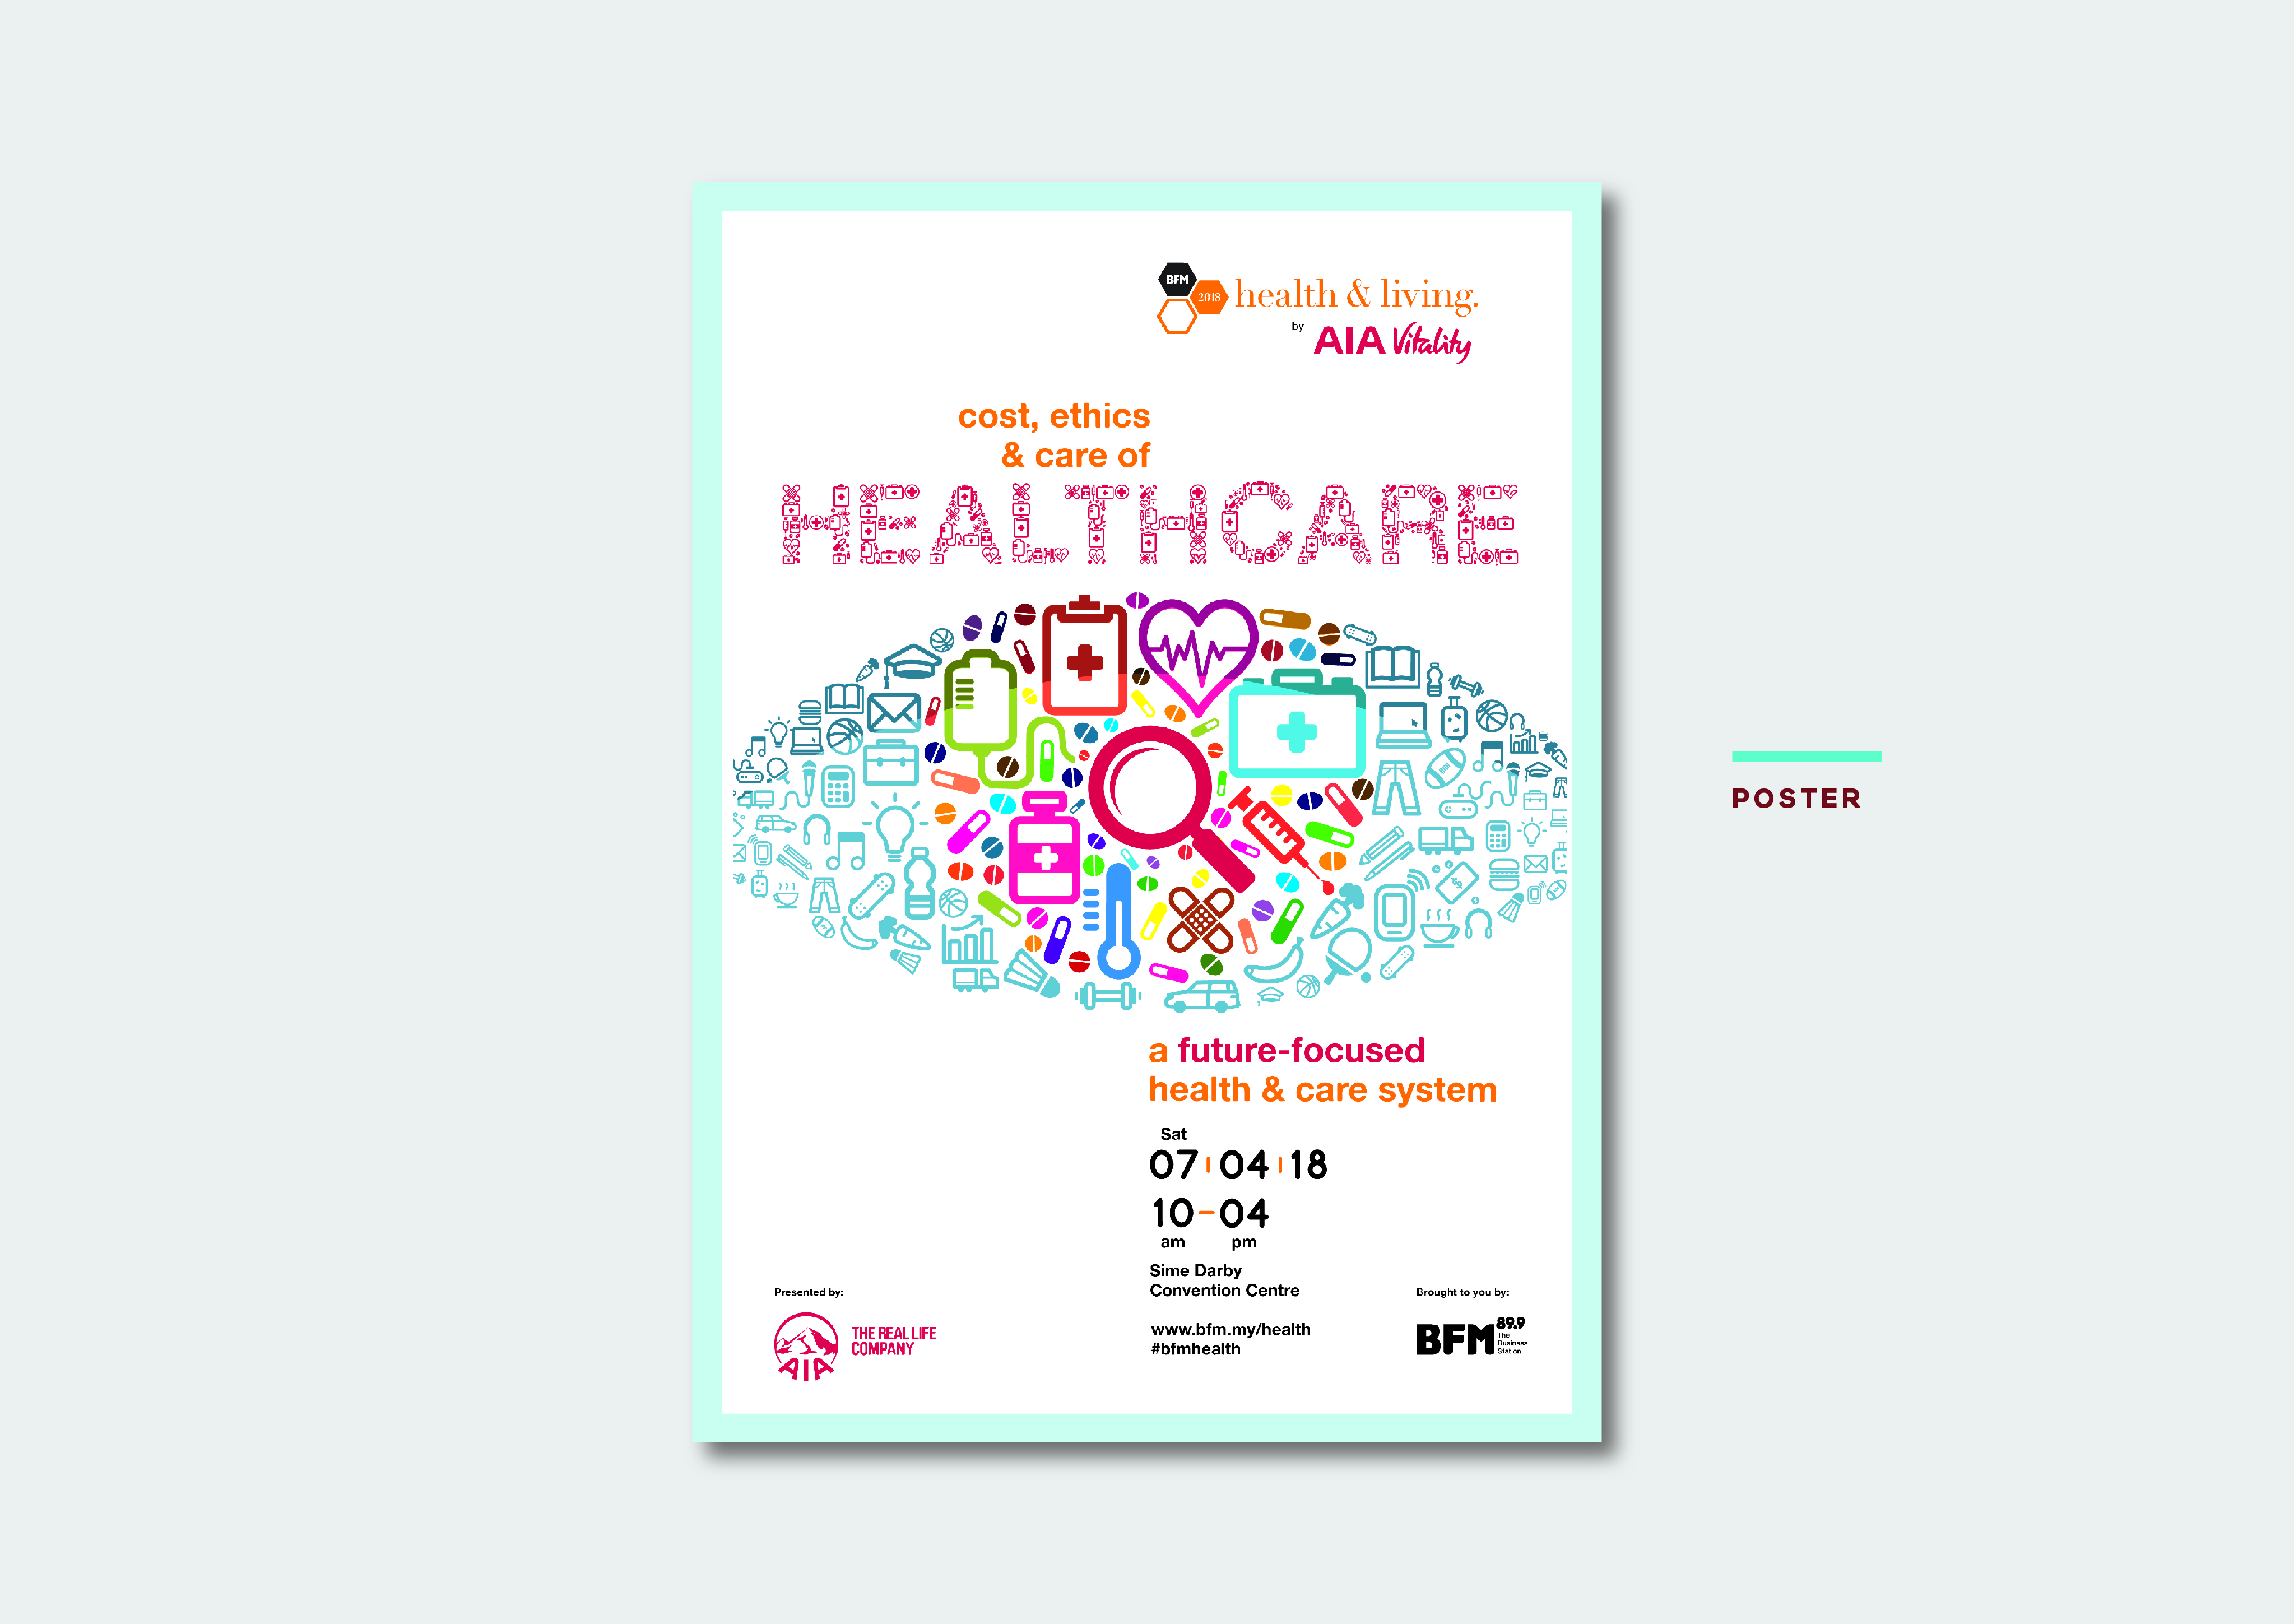 BFM
2018
health & living.
by
AIA Vitality
cost, ethics
& care of
HEALTHCARE
a future-focused
health & care system
Sat
07 04 18
10-04
am pm
Sime Darby
Convention Centre
www.bfm.my/health
#bfmhealth
Presented by:
AIA
THE REAL LIFE
COMPANY
Brought to you by:
BFM 89.9
The
Business
Station
POSTER